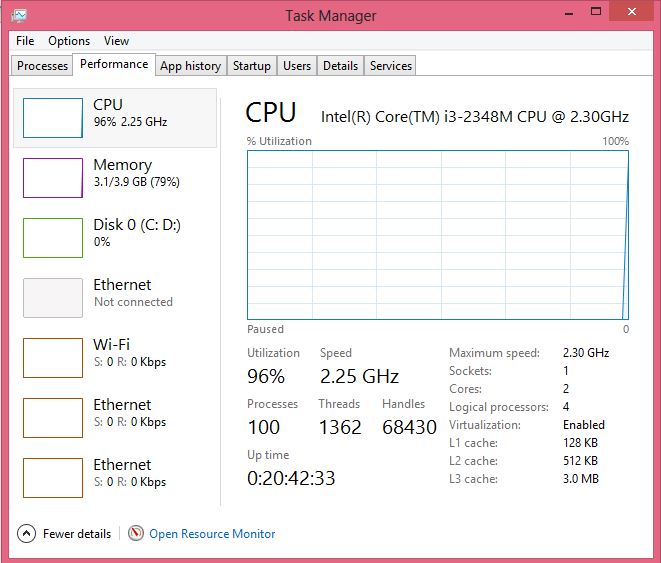 Task Manager
File Options View
Processes Performance App history Startup Users Details Services
CPU
96% 2.25 GHz
Memory
3.1/3.9 GB (79%)
Disk 0 (C: D:)
0%
Ethernet
Not connected
Wi-Fi
S: 0 R: 0 Kbps
Ethernet
S: 0 R: 0 Kbps
Ethernet
S: 0 R: 0 Kbps
CPU Intel(R) Core(TM) i3-2348M CPU @ 2.30GHz
% Utilization 100%
Paused 0
Utilization Speed
96% 2.25 GHz
Processes Threads Handles
100 1362 68430
Up time
0:20:42:33
Maximum speed: 2.30 GHz
Sockets: 1
Cores: 2
Logical processors: 4
Virtualization: Enabled
L1 cache: 128 KB
L2 cache: 512 KB
L3 cache: 3.0 MB
Fewer details Open Resource Monitor